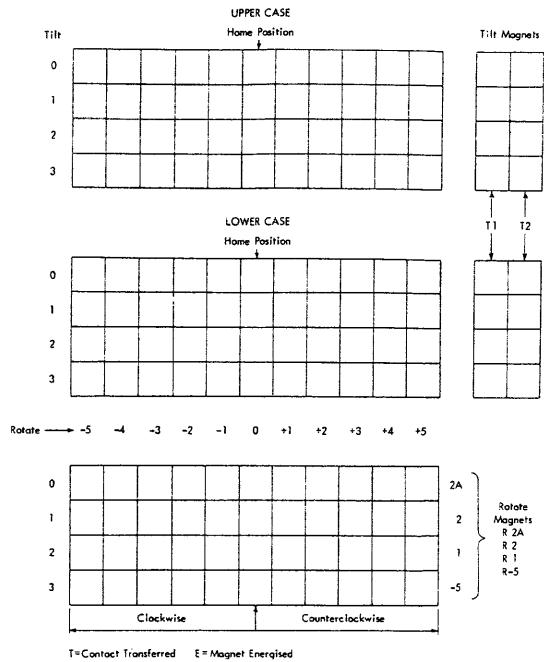 UPPER CASE
Tilt Home Position Tilt Magnets
0
1
2
3
T1 T2
LOWER CASE
Home Position
0
1
2
3
Rotate -5 -4 -3 -2 -1 0 +1 +2 +3 +4 +5
0 2A
1 2
2 1
3 -5
Rotate
Magnets
R 2A
R 2
R 1
R-5
Clockwise Counterclockwise
T=Contact Transferred E=Magnet Energised